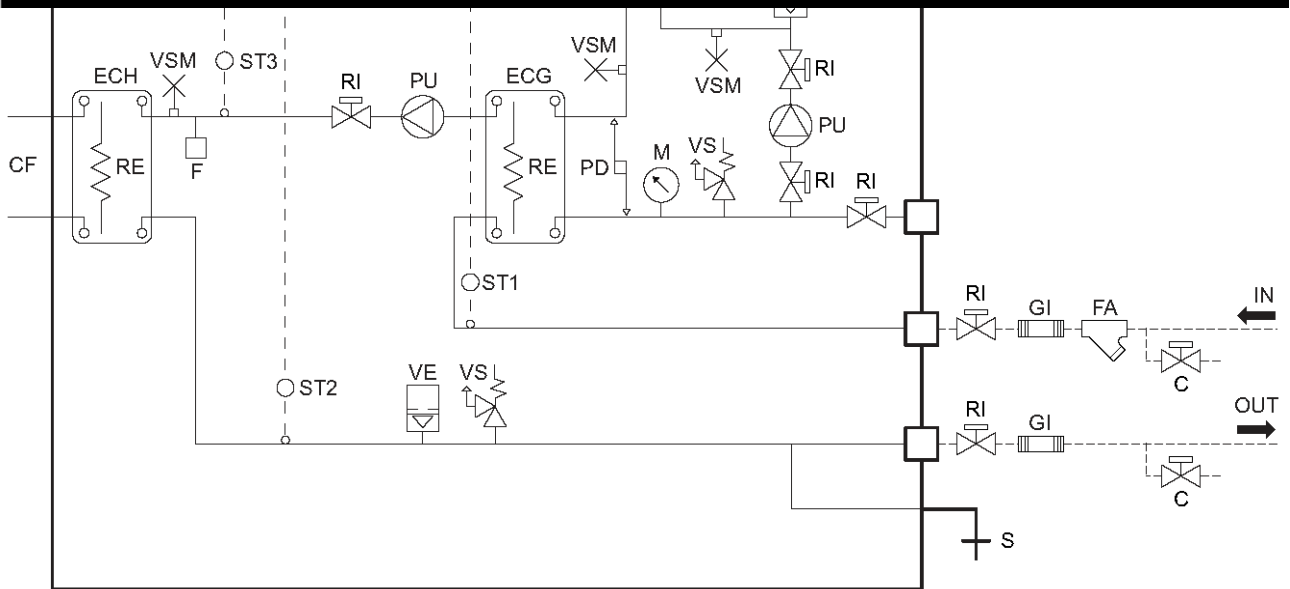 VSM
ST3
VSM
ECH
RI
PU
ECG
VSM
RI
PU
CF
RE
F
RE
PD
M
VS
RI
RI
ST1
RI
GI
FA
IN
C
ST2
VE
VS
RI
GI
OUT
C
S